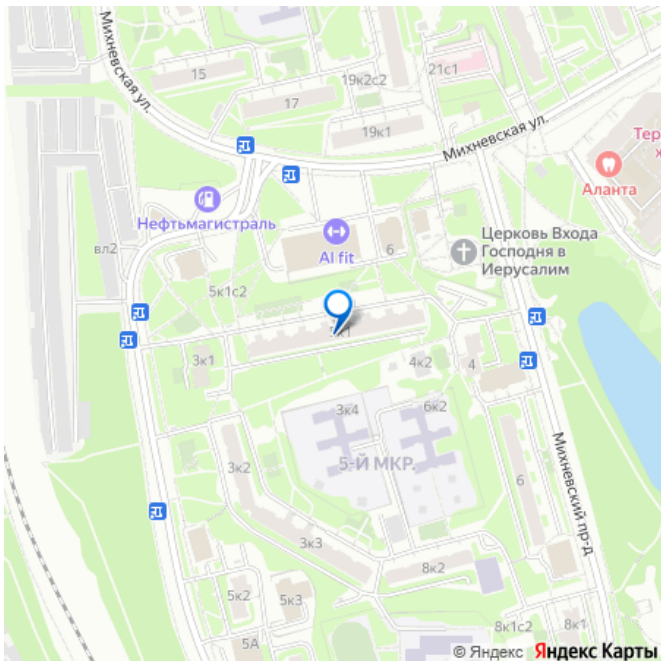 Михневская ул.
15
17
19к2с2
19к1
21с1
Михневская ул.
Тер
ж
Аланта
Нефтьмагистраль
AI fit
6
Церковь Входа
Господня в
Иерусалим
вл2
5к1с2
3к1
4к2
4
3к4
6к2
5-Й МКР.
3к2
6
Михневский пр-д
3к3
8к2
5к2
5к3
5А
8к1с2
8к1
© Яндекс
Яндекс Карты